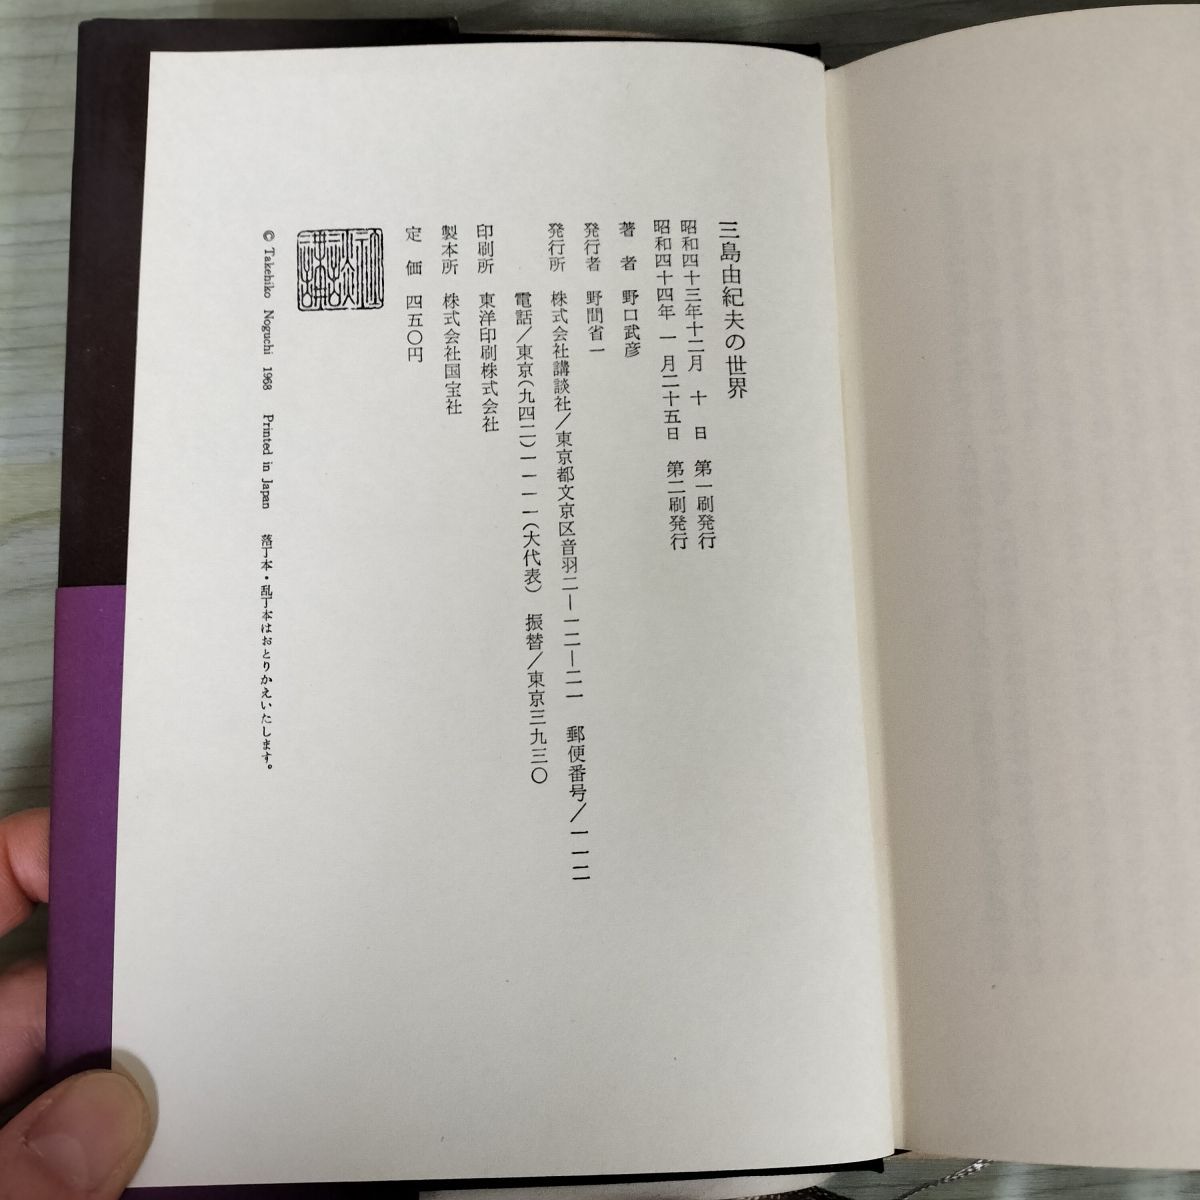 三島由紀夫の世界
昭和四十三年十二月 十 日 第一刷発行
昭和四十四年 一 月二十五日 第二刷発行
著 者 野口武彦
発行者 野間省一
発行所 株式会社講談社/東京都文京区音羽二―一二―二一 郵便番号/一一二
電話/東京(九四二)一一一一(大代表) 振替/東京三九三〇
印刷所 東洋印刷株式会社
製本所 株式会社国宝社
定 価 四五〇円
© Takehiko Noguchi 1968 Printed in Japan 落丁本・乱丁本はおとりかえいたします。